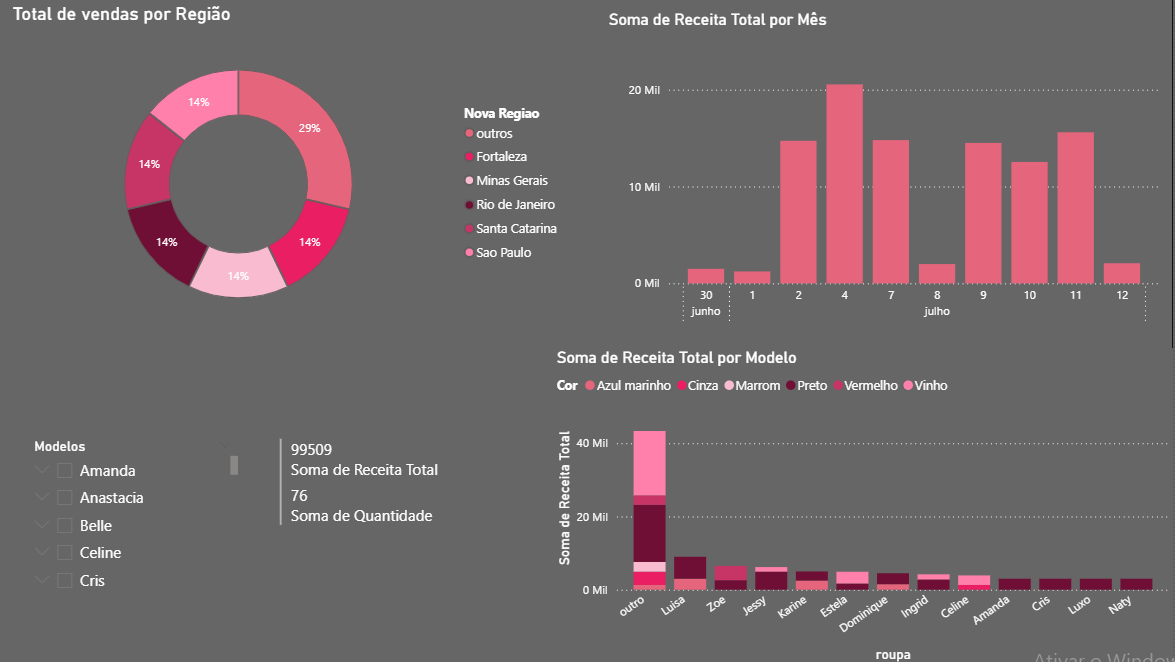 Total de vendas por Região
14%
29%
14%
14%
14%
14%
Nova Regiao
outros
Fortaleza
Minas Gerais
Rio de Janeiro
Santa Catarina
Sao Paulo
Soma de Receita Total por Mês
20 Mil
10 Mil
0 Mil
30 1 2 4 7 8 9 10 11 12
junho julho
Soma de Receita Total por Modelo
Cor Azul marinho Cinza Marrom Preto Vermelho Vinho
Soma de Receita Total
40 Mil
20 Mil
0 Mil
outro Luisa Zoe Jessy Karine Estela Dominique Ingrid Celine Amanda Cris Luxo Naty
roupa
Modelos
Amanda
Anastacia
Belle
Celine
Cris
99509
Soma de Receita Total
76
Soma de Quantidade
Ativar o Window